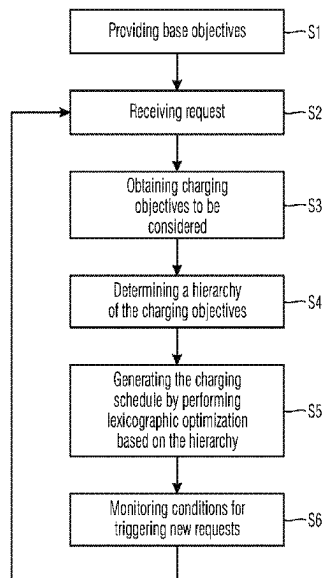 Providing base objectives
S1
Receiving request
S2
Obtaining charging
objectives to be
considered
S3
Determining a hierarchy
of the charging objectives
S4
Generating the charging
schedule by performing
lexicographic optimization
based on the hierarchy
S5
Monitoring conditions for
triggering new requests
S6